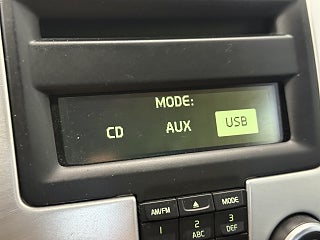 MODE:
CD AUX USB
AM/FM MODE
1 2 ABC 3 DEF